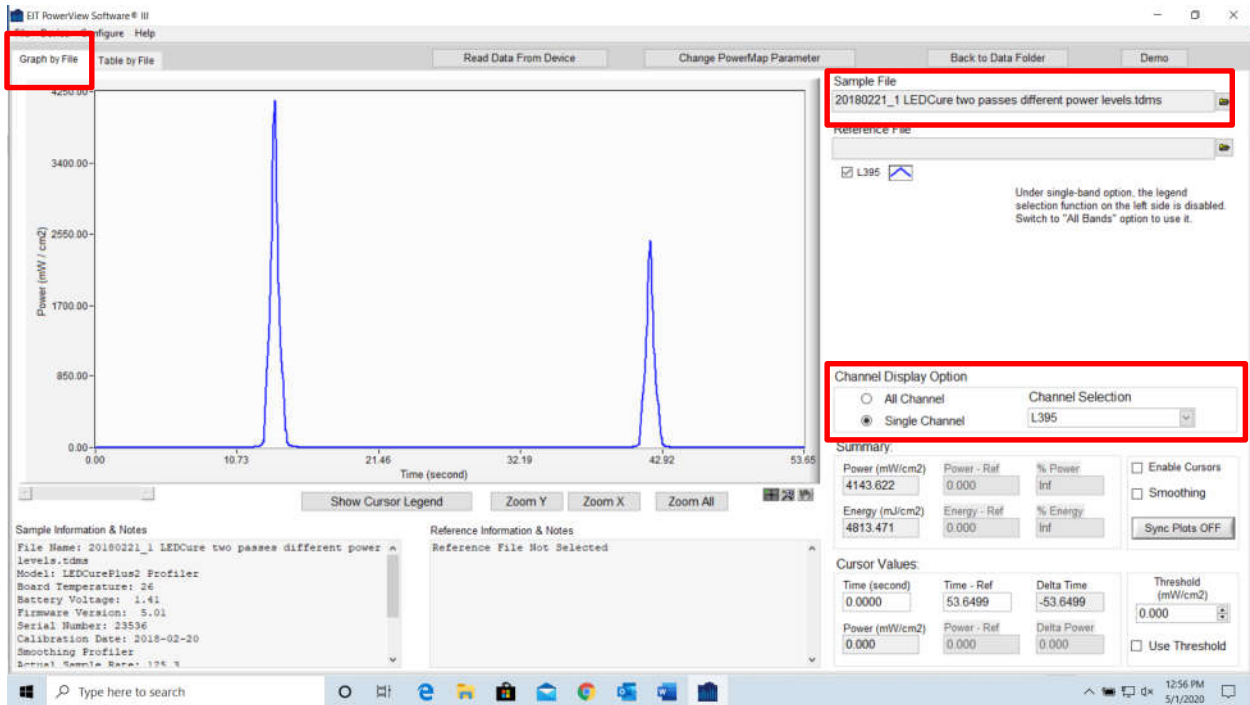 EIT PowerView Software® III
File Device Configure Help
Graph by File
Table by File
Read Data From Device
Change PowerMap Parameter
Back to Data Folder
Demo
4250.00
3400.00
2550.00
1700.00
850.00
0.00
Power (mW / cm2)
0.00 10.73 21.46 32.19 42.92 53.65
Time (second)
Show Cursor Legend
Zoom Y
Zoom X
Zoom All
Sample File
20180221_1 LEDCure two passes different power levels.tdms
Reference File
L395
Under single-band option, the legend
selection function on the left side is disabled.
Switch to "All Bands" option to use it.
Channel Display Option
All Channel
Single Channel
Channel Selection
L395
Summary:
Power (mW/cm2) Power - Ref % Power
4143.622 0.000 Inf
Energy (mJ/cm2) Energy - Ref % Energy
4813.471 0.000 Inf
Enable Cursors
Smoothing
Sync Plots OFF
Cursor Values:
Time (second) Time - Ref Delta Time
0.0000 53.6499 -53.6499
Power (mW/cm2) Power - Ref Delta Power
0.000 0.000 0.000
Threshold
(mW/cm2)
0.000
Use Threshold
Sample Information & Notes
File Name: 20180221_1 LEDCure two passes different power
levels.tdms
Model: LEDCurePlus2 Profiler
Board Temperature: 26
Battery Voltage: 1.41
Firmware Version: 5.01
Serial Number: 23536
Calibration Date: 2018-02-20
Smoothing Profiler
Actual Sample Rate: 125.3
Reference Information & Notes
Reference File Not Selected
Type here to search
12:56 PM
5/1/2020